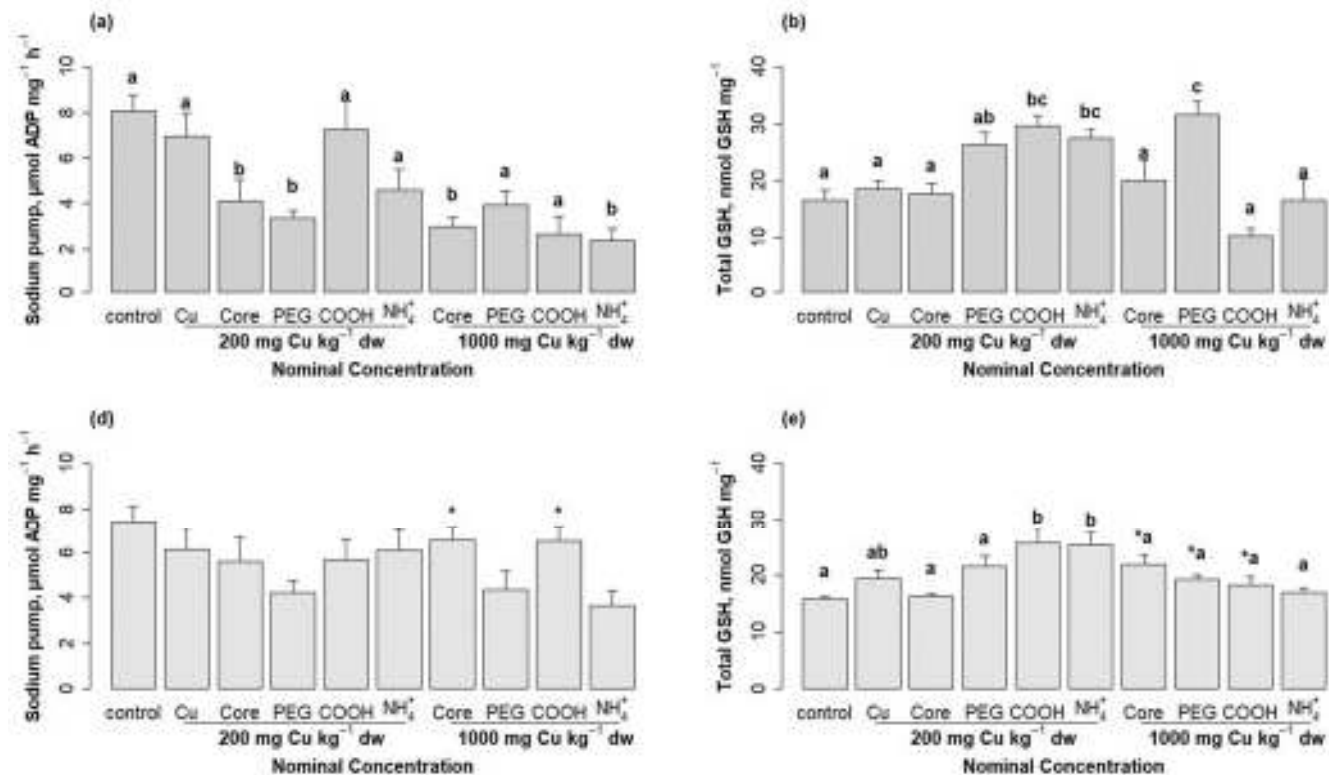 (a)
Sodium pump, µmol ADP mg⁻¹ h⁻¹
10
8
6
4
2
0
a
a
b
b
a
a
b
a
a
b
control Cu Core PEG COOH NH₄⁺ Core PEG COOH NH₄⁺
200 mg Cu kg⁻¹ dw 1000 mg Cu kg⁻¹ dw
Nominal Concentration
(b)
Total GSH, nmol GSH mg⁻¹
40
30
20
10
0
a
a
a
ab
bc
bc
a
c
a
a
control Cu Core PEG COOH NH₄⁺ Core PEG COOH NH₄⁺
200 mg Cu kg⁻¹ dw 1000 mg Cu kg⁻¹ dw
Nominal Concentration
(d)
Sodium pump, µmol ADP mg⁻¹ h⁻¹
10
8
6
4
2
0
*
*
control Cu Core PEG COOH NH₄⁺ Core PEG COOH NH₄⁺
200 mg Cu kg⁻¹ dw 1000 mg Cu kg⁻¹ dw
Nominal Concentration
(e)
Total GSH, nmol GSH mg⁻¹
40
30
20
10
0
a
ab
a
a
b
b
*a
*a
*a
a
control Cu Core PEG COOH NH₄⁺ Core PEG COOH NH₄⁺
200 mg Cu kg⁻¹ dw 1000 mg Cu kg⁻¹ dw
Nominal Concentration